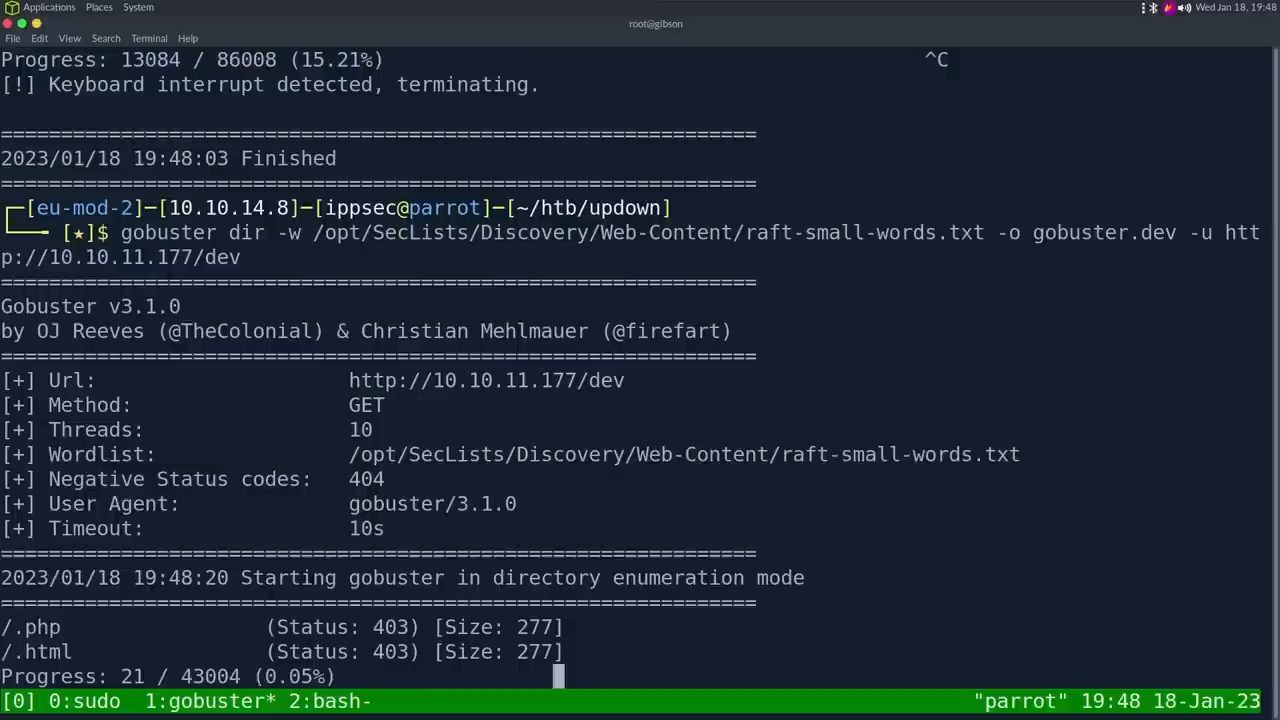 Applications Places System
Wed Jan 18, 19:48
root@gibson
File Edit View Search Terminal Help
Progress: 13084 / 86008 (15.21%) ^C
[!] Keyboard interrupt detected, terminating.
===============================================================
2023/01/18 19:48:03 Finished
===============================================================
┌─[eu-mod-2]─[10.10.14.8]─[ippsec@parrot]─[~/htb/updown]
└──╼ [★]$ gobuster dir -w /opt/SecLists/Discovery/Web-Content/raft-small-words.txt -o gobuster.dev -u htt
p://10.10.11.177/dev
===============================================================
Gobuster v3.1.0
by OJ Reeves (@TheColonial) & Christian Mehlmauer (@firefart)
===============================================================
[+] Url: http://10.10.11.177/dev
[+] Method: GET
[+] Threads: 10
[+] Wordlist: /opt/SecLists/Discovery/Web-Content/raft-small-words.txt
[+] Negative Status codes: 404
[+] User Agent: gobuster/3.1.0
[+] Timeout: 10s
===============================================================
2023/01/18 19:48:20 Starting gobuster in directory enumeration mode
===============================================================
/.php (Status: 403) [Size: 277]
/.html (Status: 403) [Size: 277]
Progress: 21 / 43004 (0.05%)
[0] 0:sudo 1:gobuster* 2:bash- "parrot" 19:48 18-Jan-23